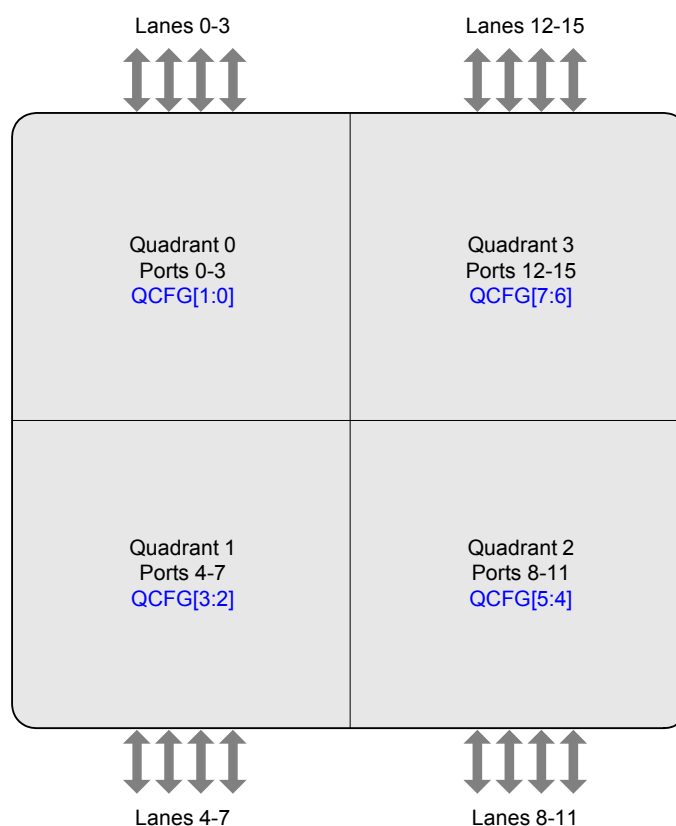 Lanes 0-3
Lanes 12-15
Quadrant 0
Ports 0-3
QCFG[1:0]
Quadrant 3
Ports 12-15
QCFG[7:6]
Quadrant 1
Ports 4-7
QCFG[3:2]
Quadrant 2
Ports 8-11
QCFG[5:4]
Lanes 4-7
Lanes 8-11